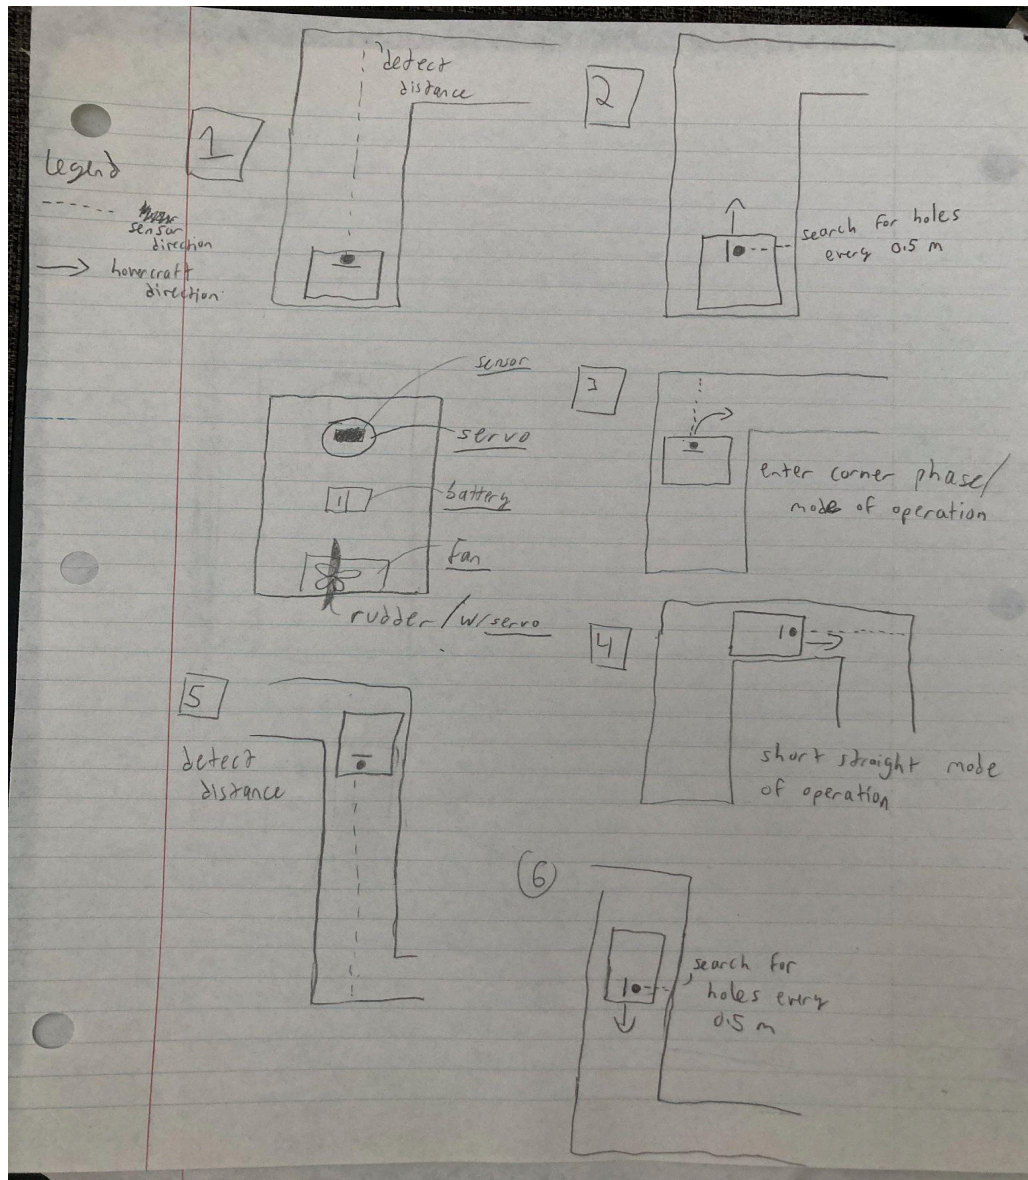 Legend
sensor
direction
hovercraft
direction
1
detect
distance
2
search for holes
every 0.5 m
sensor
servo
battery
fan
rudder/w/servo
3
enter corner phase/
mode of operation
4
short straight mode
of operation
5
detect
distance
6
search for
holes every
0.5 m